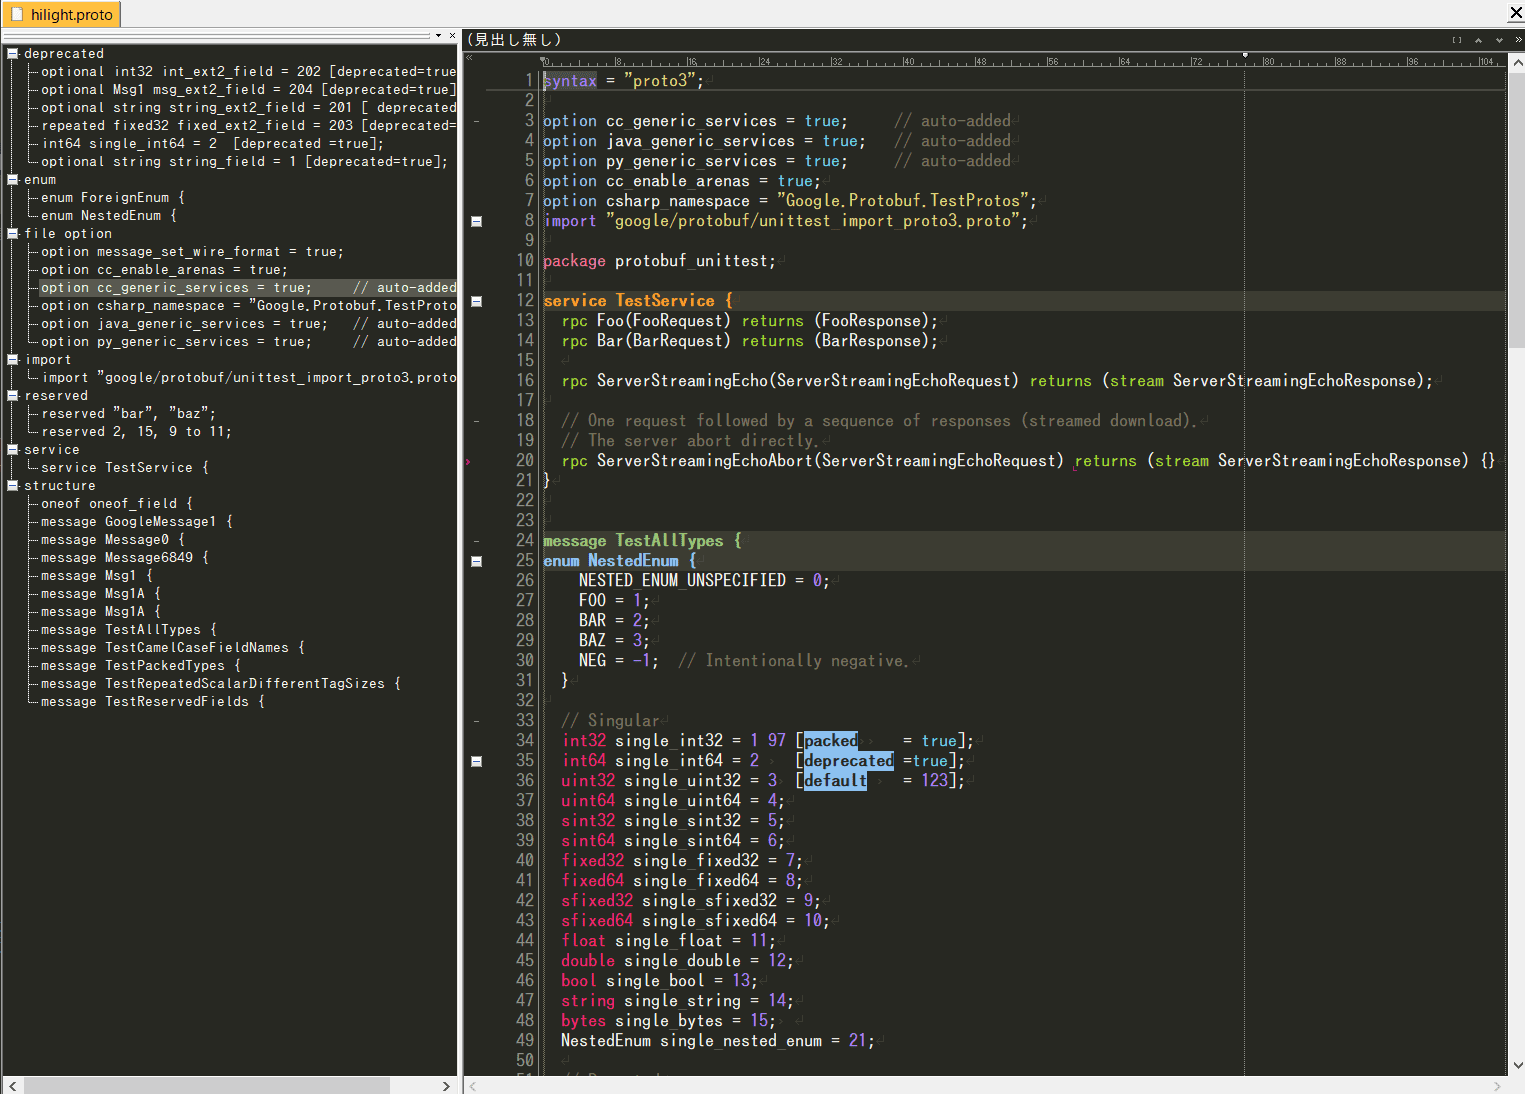 hilight.proto
deprecated
optional int32 int_ext2_field = 202 [deprecated=true
optional Msg1 msg_ext2_field = 204 [deprecated=true]
optional string string_ext2_field = 201 [ deprecated
repeated fixed32 fixed_ext2_field = 203 [deprecated=
int64 single_int64 = 2  [deprecated =true];
optional string string_field = 1 [deprecated=true];
enum
enum ForeignEnum {
enum NestedEnum {
file option
option message_set_wire_format = true;
option cc_enable_arenas = true;
option cc_generic_services = true;     // auto-added
option csharp_namespace = "Google.Protobuf.TestProto
option java_generic_services = true;   // auto-added
option py_generic_services = true;     // auto-added
import
import "google/protobuf/unittest_import_proto3.proto
reserved
reserved "bar", "baz";
reserved 2, 15, 9 to 11;
service
service TestService {
structure
oneof oneof_field {
message GoogleMessage1 {
message Message0 {
message Message6849 {
message Msg1 {
message Msg1A {
message Msg1A {
message TestAllTypes {
message TestCamelCaseFieldNames {
message TestPackedTypes {
message TestRepeatedScalarDifferentTagSizes {
message TestReservedFields {
(見出し無し)
0 8 16 24 32 40 48 56 64 72 80 88 96 104
1 syntax = "proto3";
2
3 option cc_generic_services = true;     // auto-added
4 option java_generic_services = true;   // auto-added
5 option py_generic_services = true;     // auto-added
6 option cc_enable_arenas = true;
7 option csharp_namespace = "Google.Protobuf.TestProtos";
8 import "google/protobuf/unittest_import_proto3.proto";
9
10 package protobuf_unittest;
11
12 service TestService {
13   rpc Foo(FooRequest) returns (FooResponse);
14   rpc Bar(BarRequest) returns (BarResponse);
15
16   rpc ServerStreamingEcho(ServerStreamingEchoRequest) returns (stream ServerStreamingEchoResponse);
17
18   // One request followed by a sequence of responses (streamed download).
19   // The server abort directly.
20   rpc ServerStreamingEchoAbort(ServerStreamingEchoRequest) returns (stream ServerStreamingEchoResponse) {}
21 }
22
23
24 message TestAllTypes {
25 enum NestedEnum {
26     NESTED_ENUM_UNSPECIFIED = 0;
27     FOO = 1;
28     BAR = 2;
29     BAZ = 3;
30     NEG = -1;  // Intentionally negative.
31   }
32
33   // Singular
34   int32 single_int32 = 1 97 [packed     = true];
35   int64 single_int64 = 2    [deprecated =true];
36   uint32 single_uint32 = 3  [default    = 123];
37   uint64 single_uint64 = 4;
38   sint32 single_sint32 = 5;
39   sint64 single_sint64 = 6;
40   fixed32 single_fixed32 = 7;
41   fixed64 single_fixed64 = 8;
42   sfixed32 single_sfixed32 = 9;
43   sfixed64 single_sfixed64 = 10;
44   float single_float = 11;
45   double single_double = 12;
46   bool single_bool = 13;
47   string single_string = 14;
48   bytes single_bytes = 15;
49   NestedEnum single_nested_enum = 21;
50